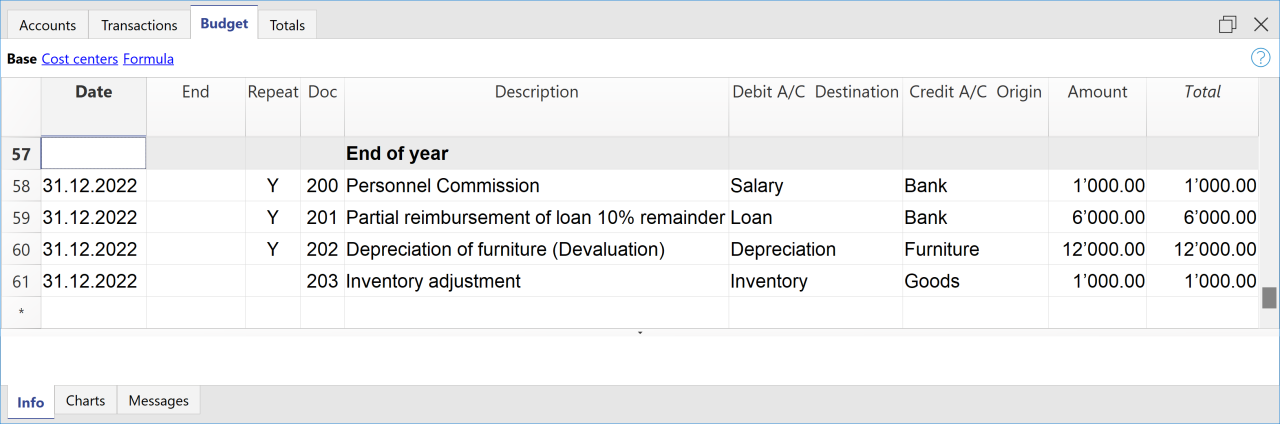 Accounts Transactions Budget Totals
Base Cost centers Formula ?
Date End Repeat Doc Description Debit A/C Destination Credit A/C Origin Amount Total
57 End of year
58 31.12.2022 Y 200 Personnel Commission Salary Bank 1’000.00 1’000.00
59 31.12.2022 Y 201 Partial reimbursement of loan 10% remainder Loan Bank 6’000.00 6’000.00
60 31.12.2022 Y 202 Depreciation of furniture (Devaluation) Depreciation Furniture 12’000.00 12’000.00
61 31.12.2022 203 Inventory adjustment Inventory Goods 1’000.00 1’000.00
*
Info Charts Messages